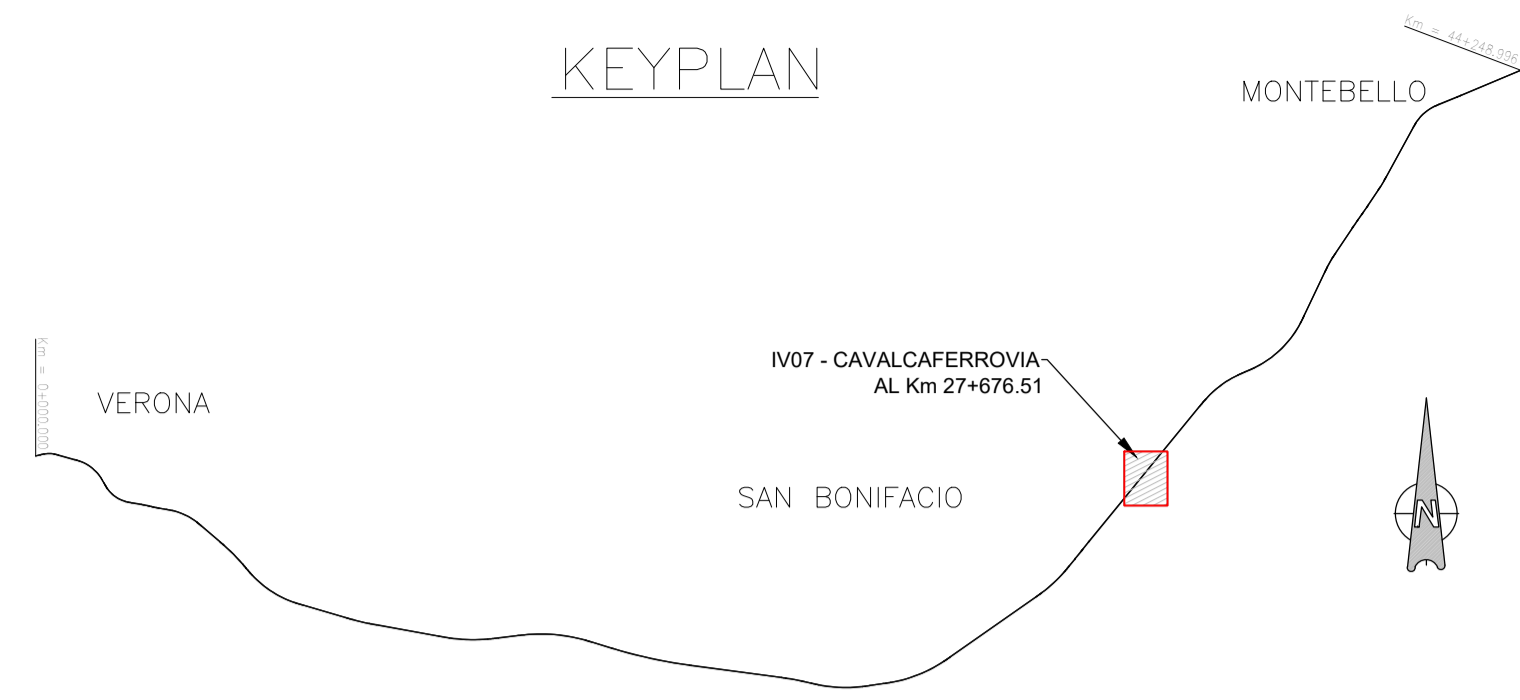 KEYPLAN
Km = 44+248.996
MONTEBELLO
IV07 - CAVALCAFERROVIA
AL Km 27+676.51
Km = 0+000.000
VERONA
SAN BONIFACIO
N